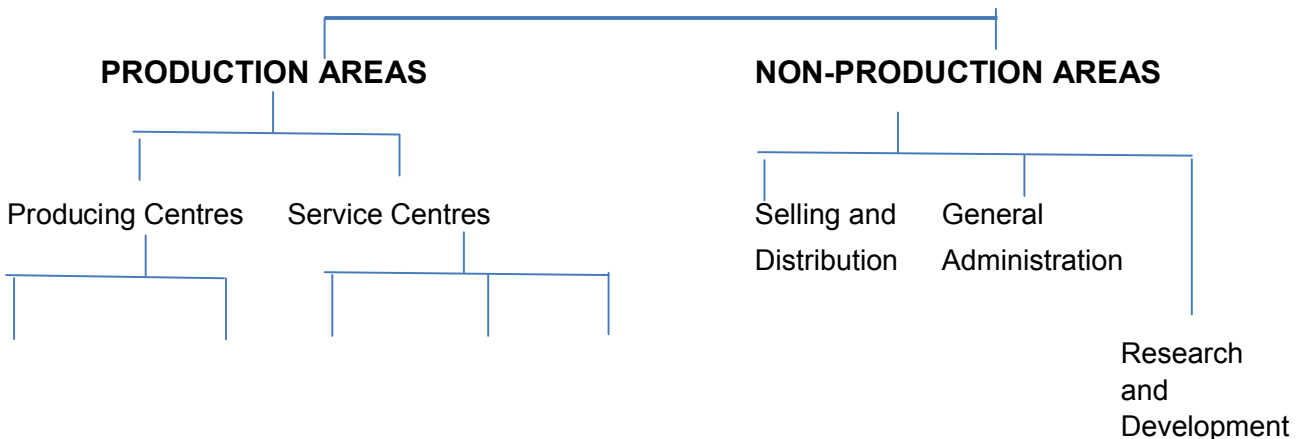 PRODUCTION AREAS
NON-PRODUCTION AREAS
Producing Centres
Service Centres
Selling and
Distribution
General
Administration
Research
and
Development